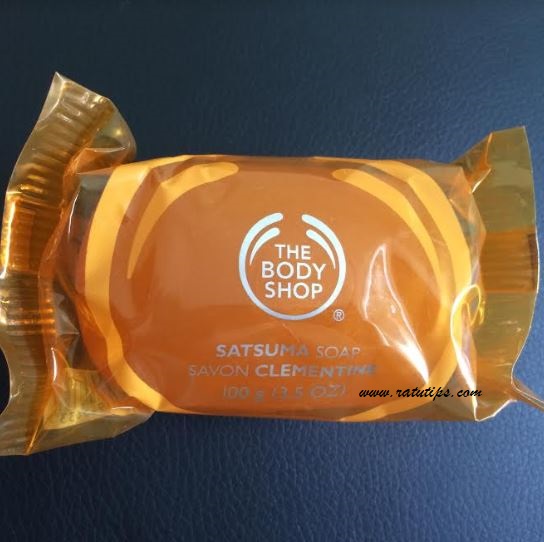 THE
BODY
SHOP
®
SATSUMA SOAP
SAVON CLEMENTINE
100 g (3.5 OZ)
www.ratutips.com